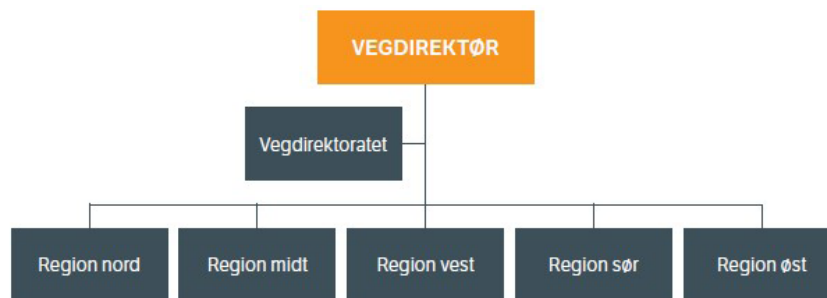 VEGDIREKTØR
Vegdirektoratet
Region nord
Region midt
Region vest
Region sør
Region øst